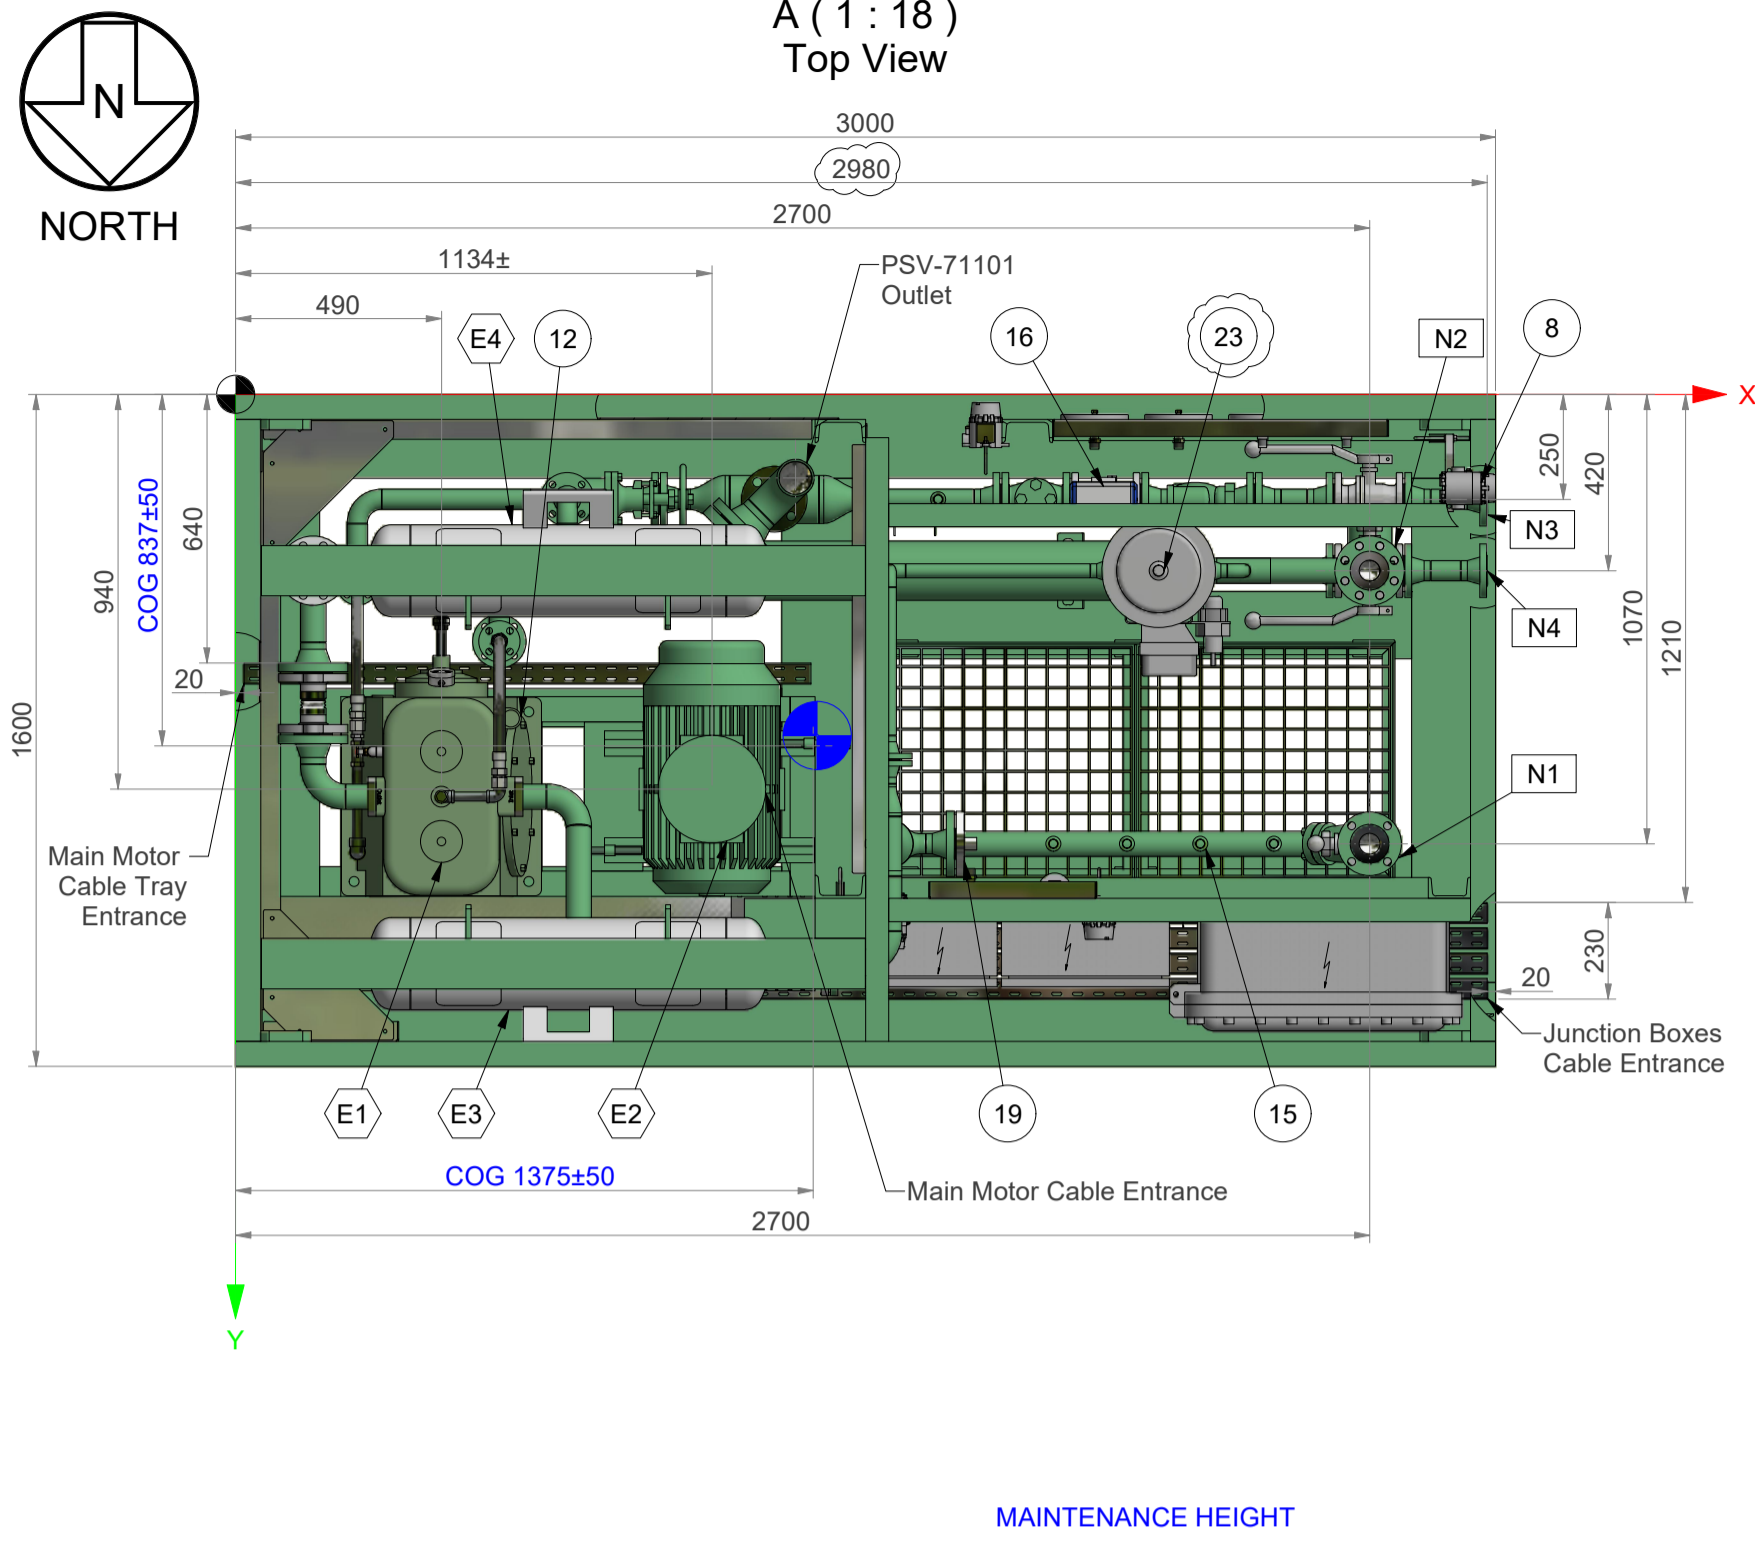 A ( 1 : 18 )
Top View
N
NORTH
3000
2980
2700
1134±
490
PSV-71101
Outlet
E4
12
16
23
N2
8
X
250
420
1070
1210
N3
N4
N1
640
COG 837±50
940
20
1600
Main Motor
Cable Tray
Entrance
230
20
Junction Boxes
Cable Entrance
E1
E3
E2
19
15
COG 1375±50
Main Motor Cable Entrance
2700
Y
MAINTENANCE HEIGHT